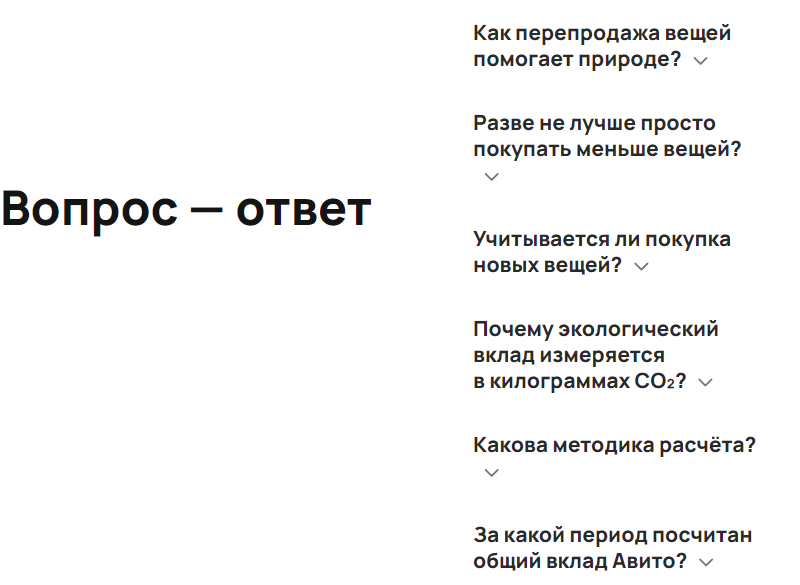 Вопрос — ответ
Как перепродажа вещей
помогает природе?
Разве не лучше просто
покупать меньше вещей?
Учитывается ли покупка
новых вещей?
Почему экологический
вклад измеряется
в килограммах CO₂?
Какова методика расчёта?
За какой период посчитан
общий вклад Авито?